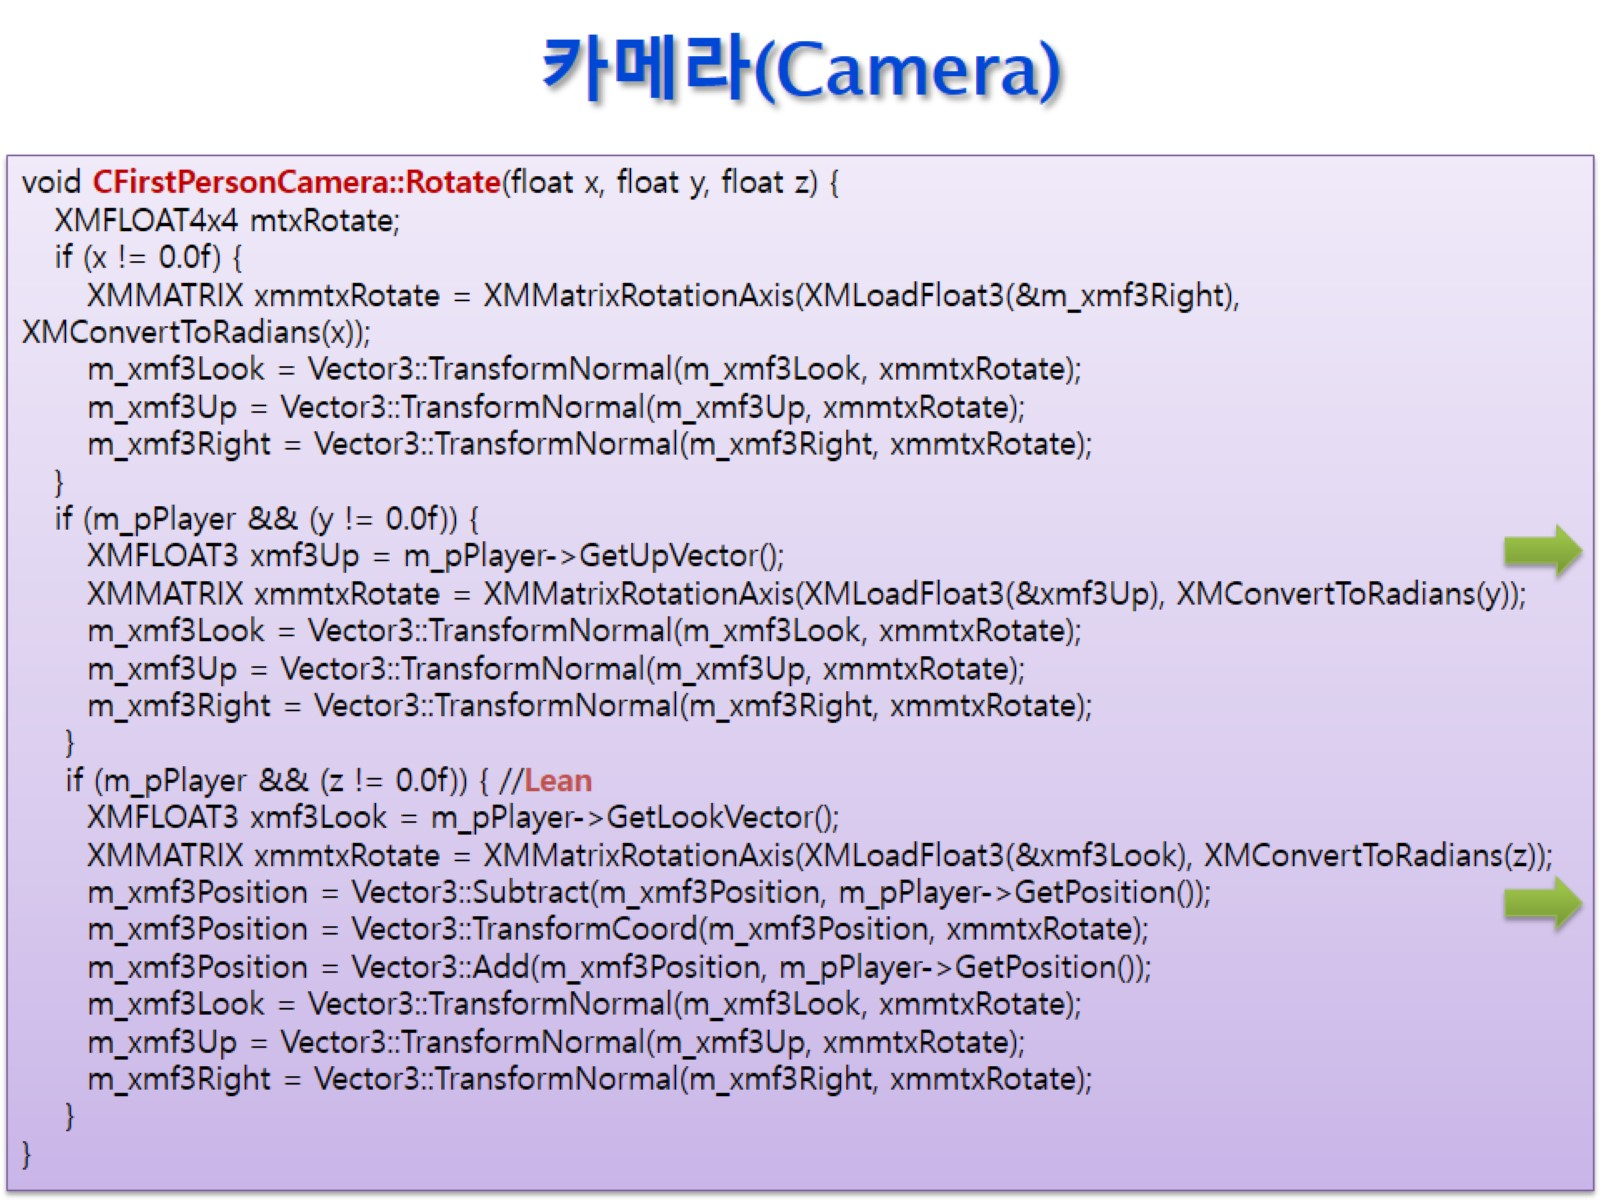 카메라(Camera)
void CFirstPersonCamera::Rotate(float x, float y, float z) {
XMFLOAT4x4 mtxRotate;
if (x != 0.0f) {
XMMATRIX xmmtxRotate = XMMatrixRotationAxis(XMLoadFloat3(&m_xmf3Right),
XMConvertToRadians(x));
m_xmf3Look = Vector3::TransformNormal(m_xmf3Look, xmmtxRotate);
m_xmf3Up = Vector3::TransformNormal(m_xmf3Up, xmmtxRotate);
m_xmf3Right = Vector3::TransformNormal(m_xmf3Right, xmmtxRotate);
}
if (m_pPlayer && (y != 0.0f)) {
XMFLOAT3 xmf3Up = m_pPlayer->GetUpVector();
XMMATRIX xmmtxRotate = XMMatrixRotationAxis(XMLoadFloat3(&xmf3Up), XMConvertToRadians(y));
m_xmf3Look = Vector3::TransformNormal(m_xmf3Look, xmmtxRotate);
m_xmf3Up = Vector3::TransformNormal(m_xmf3Up, xmmtxRotate);
m_xmf3Right = Vector3::TransformNormal(m_xmf3Right, xmmtxRotate);
}
if (m_pPlayer && (z != 0.0f)) { //Lean
XMFLOAT3 xmf3Look = m_pPlayer->GetLookVector();
XMMATRIX xmmtxRotate = XMMatrixRotationAxis(XMLoadFloat3(&xmf3Look), XMConvertToRadians(z));
m_xmf3Position = Vector3::Subtract(m_xmf3Position, m_pPlayer->GetPosition());
m_xmf3Position = Vector3::TransformCoord(m_xmf3Position, xmmtxRotate);
m_xmf3Position = Vector3::Add(m_xmf3Position, m_pPlayer->GetPosition());
m_xmf3Look = Vector3::TransformNormal(m_xmf3Look, xmmtxRotate);
m_xmf3Up = Vector3::TransformNormal(m_xmf3Up, xmmtxRotate);
m_xmf3Right = Vector3::TransformNormal(m_xmf3Right, xmmtxRotate);
}
}